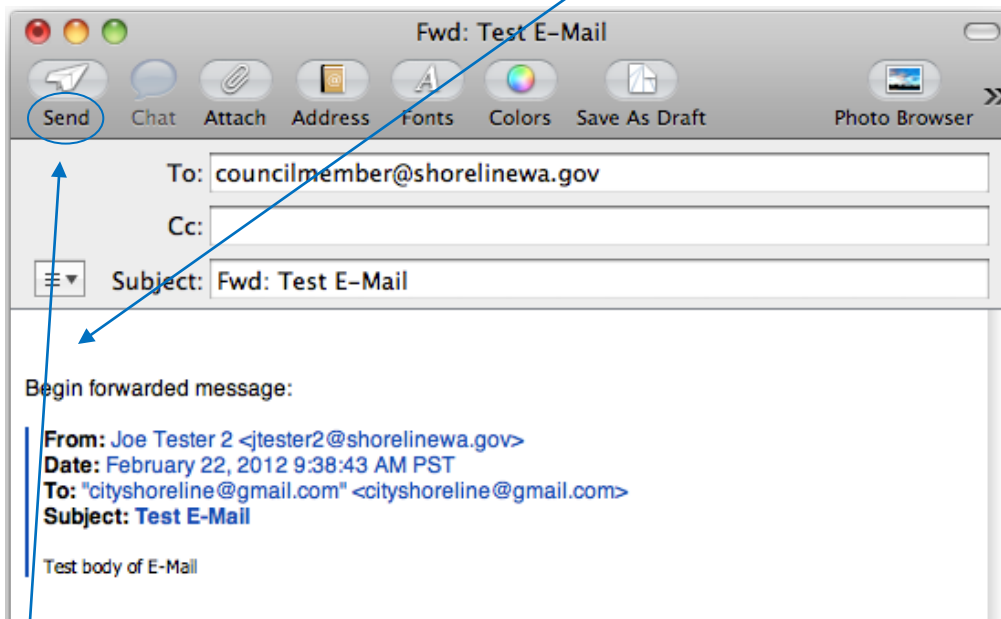 Fwd: Test E-Mail
Send Chat Attach Address Fonts Colors Save As Draft Photo Browser
To: councilmember@shorelinewa.gov
Cc:
Subject: Fwd: Test E-Mail
Begin forwarded message:
From: Joe Tester 2 <jtester2@shorelinewa.gov>
Date: February 22, 2012 9:38:43 AM PST
To: "cityshoreline@gmail.com" <cityshoreline@gmail.com>
Subject: Test E-Mail
Test body of E-Mail